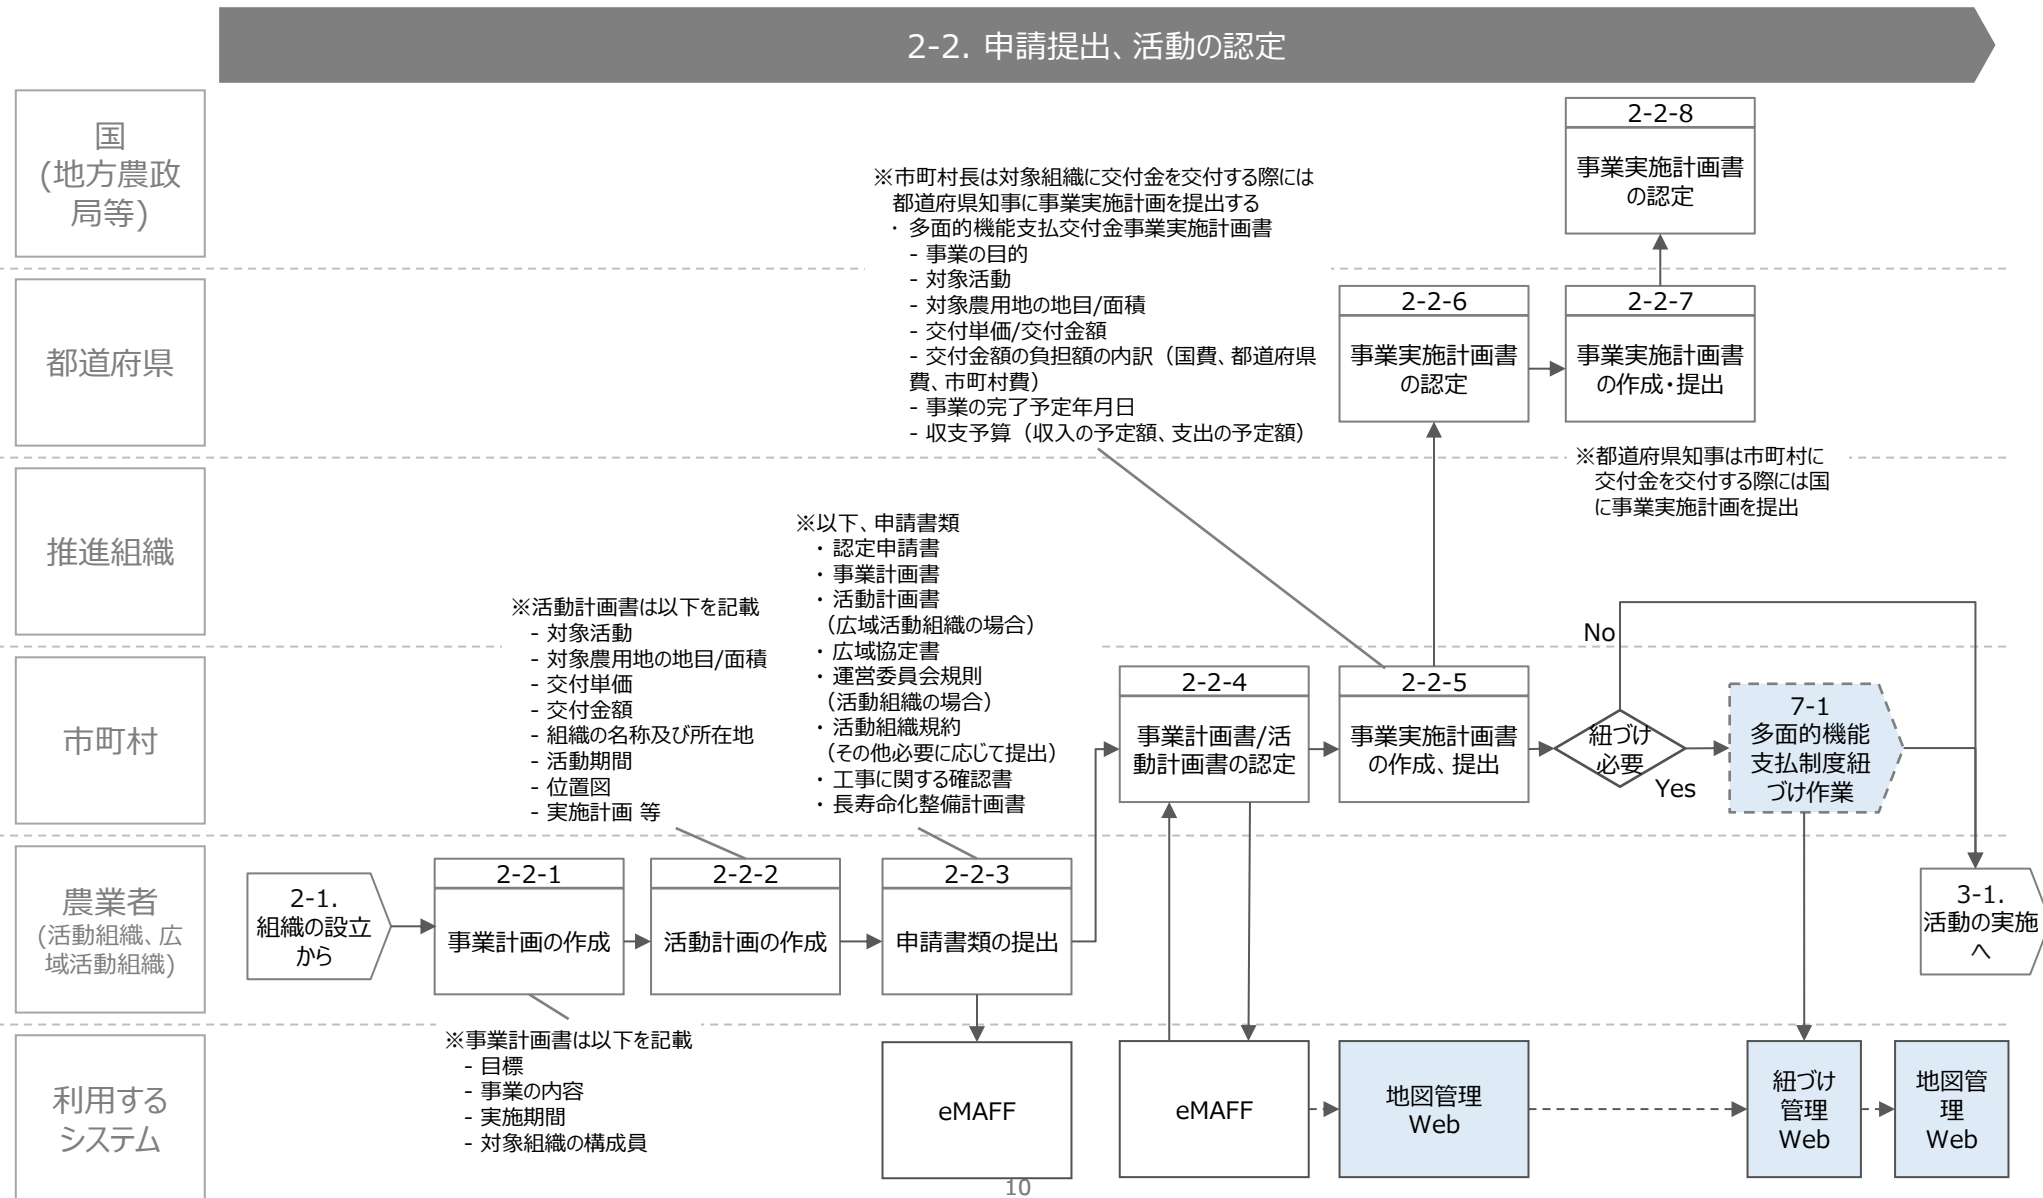 2-2. 申請提出、活動の認定
国
(地方農政
局等)
2-2-8
事業実施計画書
の認定
※市町村長は対象組織に交付金を交付する際には
都道府県知事に事業実施計画を提出する
・ 多面的機能支払交付金事業実施計画書
- 事業の目的
- 対象活動
- 対象農用地の地目/面積
- 交付単価/交付金額
- 交付金額の負担額の内訳（国費、都道府県
費、市町村費）
- 事業の完了予定年月日
- 収支予算（収入の予定額、支出の予定額）
都道府県
2-2-6
事業実施計画書
の認定
2-2-7
事業実施計画書
の作成・提出
※都道府県知事は市町村に
交付金を交付する際には国
に事業実施計画を提出
推進組織
※以下、申請書類
・ 認定申請書
・ 事業計画書
・ 活動計画書
（広域活動組織の場合）
・ 広域協定書
・ 運営委員会規則
（活動組織の場合）
・ 活動組織規約
（その他必要に応じて提出）
・ 工事に関する確認書
・ 長寿命化整備計画書
※活動計画書は以下を記載
- 対象活動
- 対象農用地の地目/面積
- 交付単価
- 交付金額
- 組織の名称及び所在地
- 活動期間
- 位置図
- 実施計画 等
市町村
2-2-4
事業計画書/活
動計画書の認定
2-2-5
事業実施計画書
の作成、提出
No
紐づけ
必要
Yes
7-1
多面的機能
支払制度紐
づけ作業
農業者
(活動組織、広
域活動組織)
2-1.
組織の設立
から
2-2-1
事業計画の作成
2-2-2
活動計画の作成
2-2-3
申請書類の提出
3-1.
活動の実施
へ
※事業計画書は以下を記載
- 目標
- 事業の内容
- 実施期間
- 対象組織の構成員
利用する
システム
eMAFF
eMAFF
地図管理
Web
紐づけ
管理
Web
地図管
理
Web
10